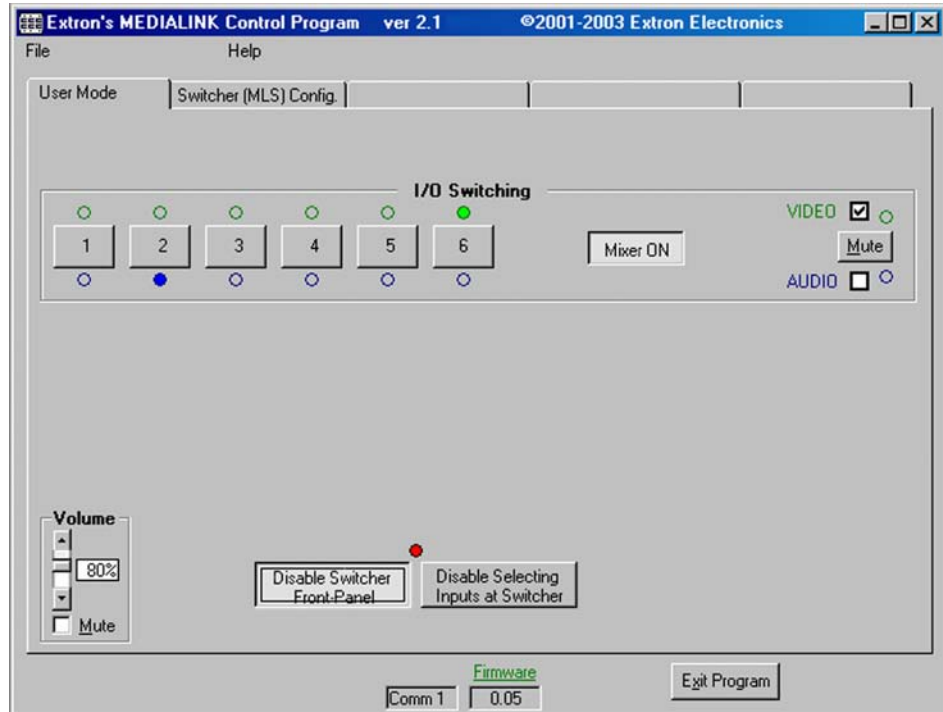 Extron's MEDIALINK Control Program ver 2.1 ©2001-2003 Extron Electronics
File Help
User Mode Switcher (MLS) Config.
I/O Switching
VIDEO
1 2 3 4 5 6 Mixer ON Mute
AUDIO
Volume
80%
Mute
Disable Switcher
Front-Panel
Disable Selecting
Inputs at Switcher
Firmware
Comm 1 0.05 Exit Program